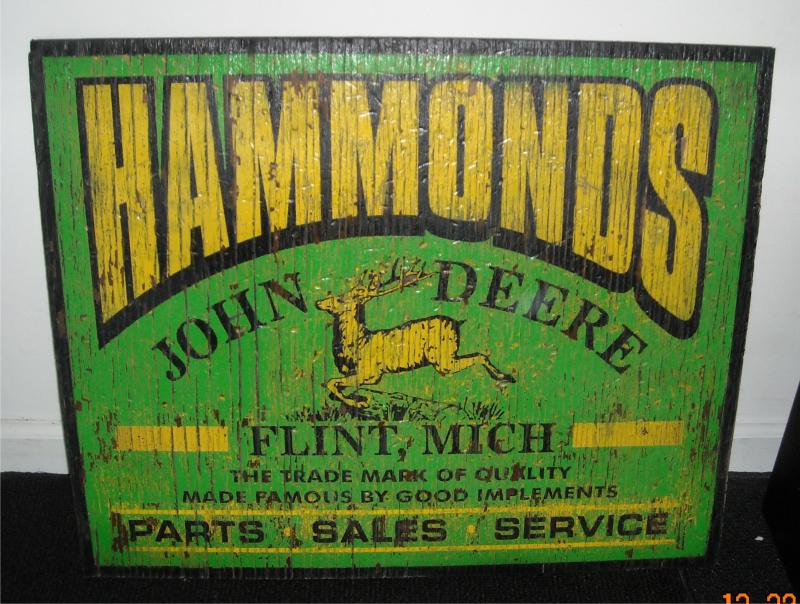 HAMMONDS
JOHN DEERE
FLINT, MICH
THE TRADE MARK OF QUALITY
MADE FAMOUS BY GOOD IMPLEMENTS
PARTS · SALES · SERVICE